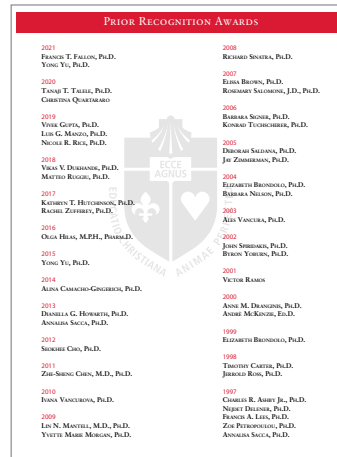 Prior Recognition Awards
2021
Francis T. Fallon, Ph.D.
Yong Yu, Ph.D.
2020
Tanaji T. Talele, Ph.D.
Christina Quartararo
2019
Vivek Gupta, Ph.D.
Luis G. Manzo, Ph.D.
Nicole R. Rice, Ph.D.
2018
Vikas V. Dukhande, Ph.D.
Matteo Ruggiu, Ph.D.
2017
Kathryn T. Hutchinson, Ph.D.
Rachel Zufferey, Ph.D.
2016
Olga Hilas, M.P.H., Pharm.D.
2015
Yong Yu, Ph.D.
2014
Alina Camacho-Gingerich, Ph.D.
2013
Dianella G. Howarth, Ph.D.
Annalisa Sacca, Ph.D.
2012
Seokhee Cho, Ph.D.
2011
Zhe-Sheng Chen, M.D., Ph.D.
2010
Ivana Vancurova, Ph.D.
2009
Lin N. Mantell, M.D., Ph.D.
Yvette Marie Morgan, Ph.D.
2008
Richard Sinatra, Ph.D.
2007
Elissa Brown, Ph.D.
Rosemary Salomone, J.D., Ph.D.
2006
Barbara Signer, Ph.D.
Konrad Tuchscherer, Ph.D.
2005
Deborah Saldana, Ph.D.
Jay Zimmerman, Ph.D.
2004
Elizabeth Brondolo, Ph.D.
Barbara Nelson, Ph.D.
2003
Ales Vancura, Ph.D.
2002
John Spiridakis, Ph.D.
Byron Yoburn, Ph.D.
2001
Victor Ramos
2000
Anne M. Dranginis, Ph.D.
Andre McKenzie, Ed.D.
1999
Elizabeth Brondolo, Ph.D.
1998
Timothy Carter, Ph.D.
Jerrold Ross, Ph.D.
1997
Charles R. Ashby Jr., Ph.D.
Nejdet Delener, Ph.D.
Francis A. Lees, Ph.D.
Zoe Petropoulou, Ph.D.
Annalisa Sacca, Ph.D.
ECCE
AGNUS